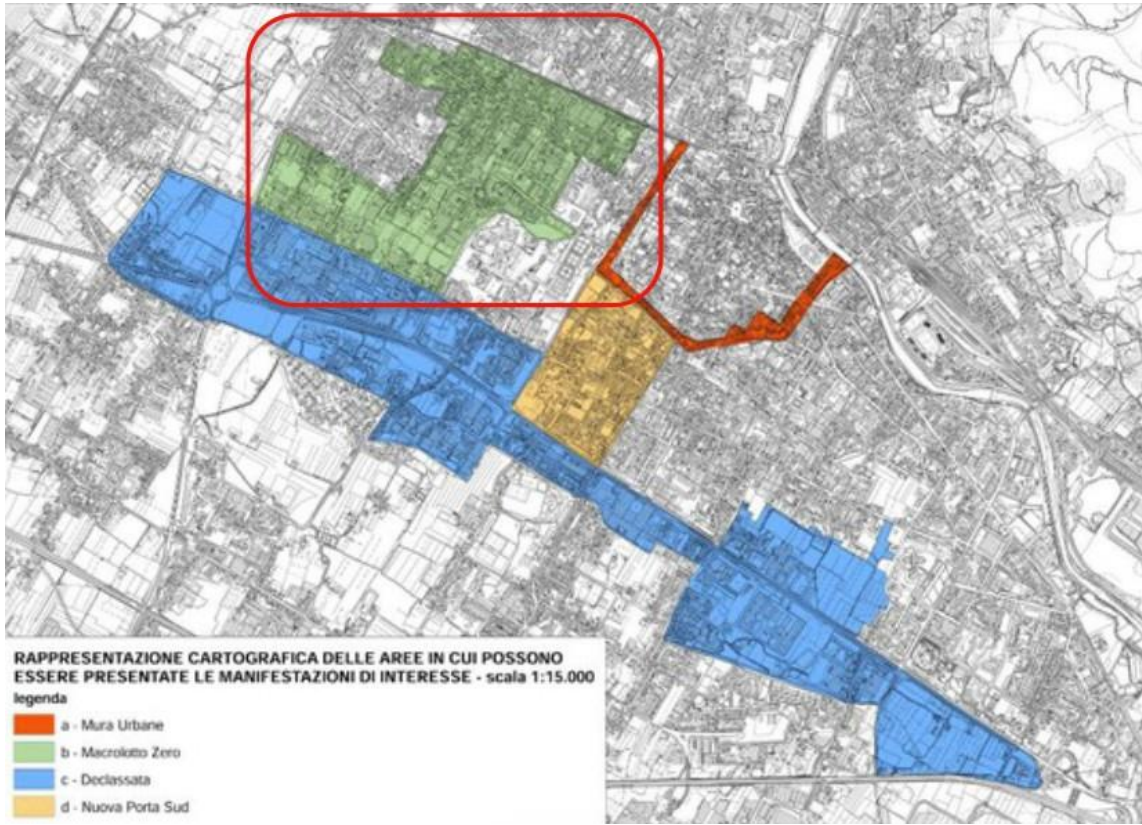 RAPPRESENTAZIONE CARTOGRAFICA DELLE AREE IN CUI POSSONO
ESSERE PRESENTATE LE MANIFESTAZIONI DI INTERESSE - scala 1:15.000
legenda
a - Mura Urbane
b - Macrolotto Zero
c - Declassata
d - Nuova Porta Sud